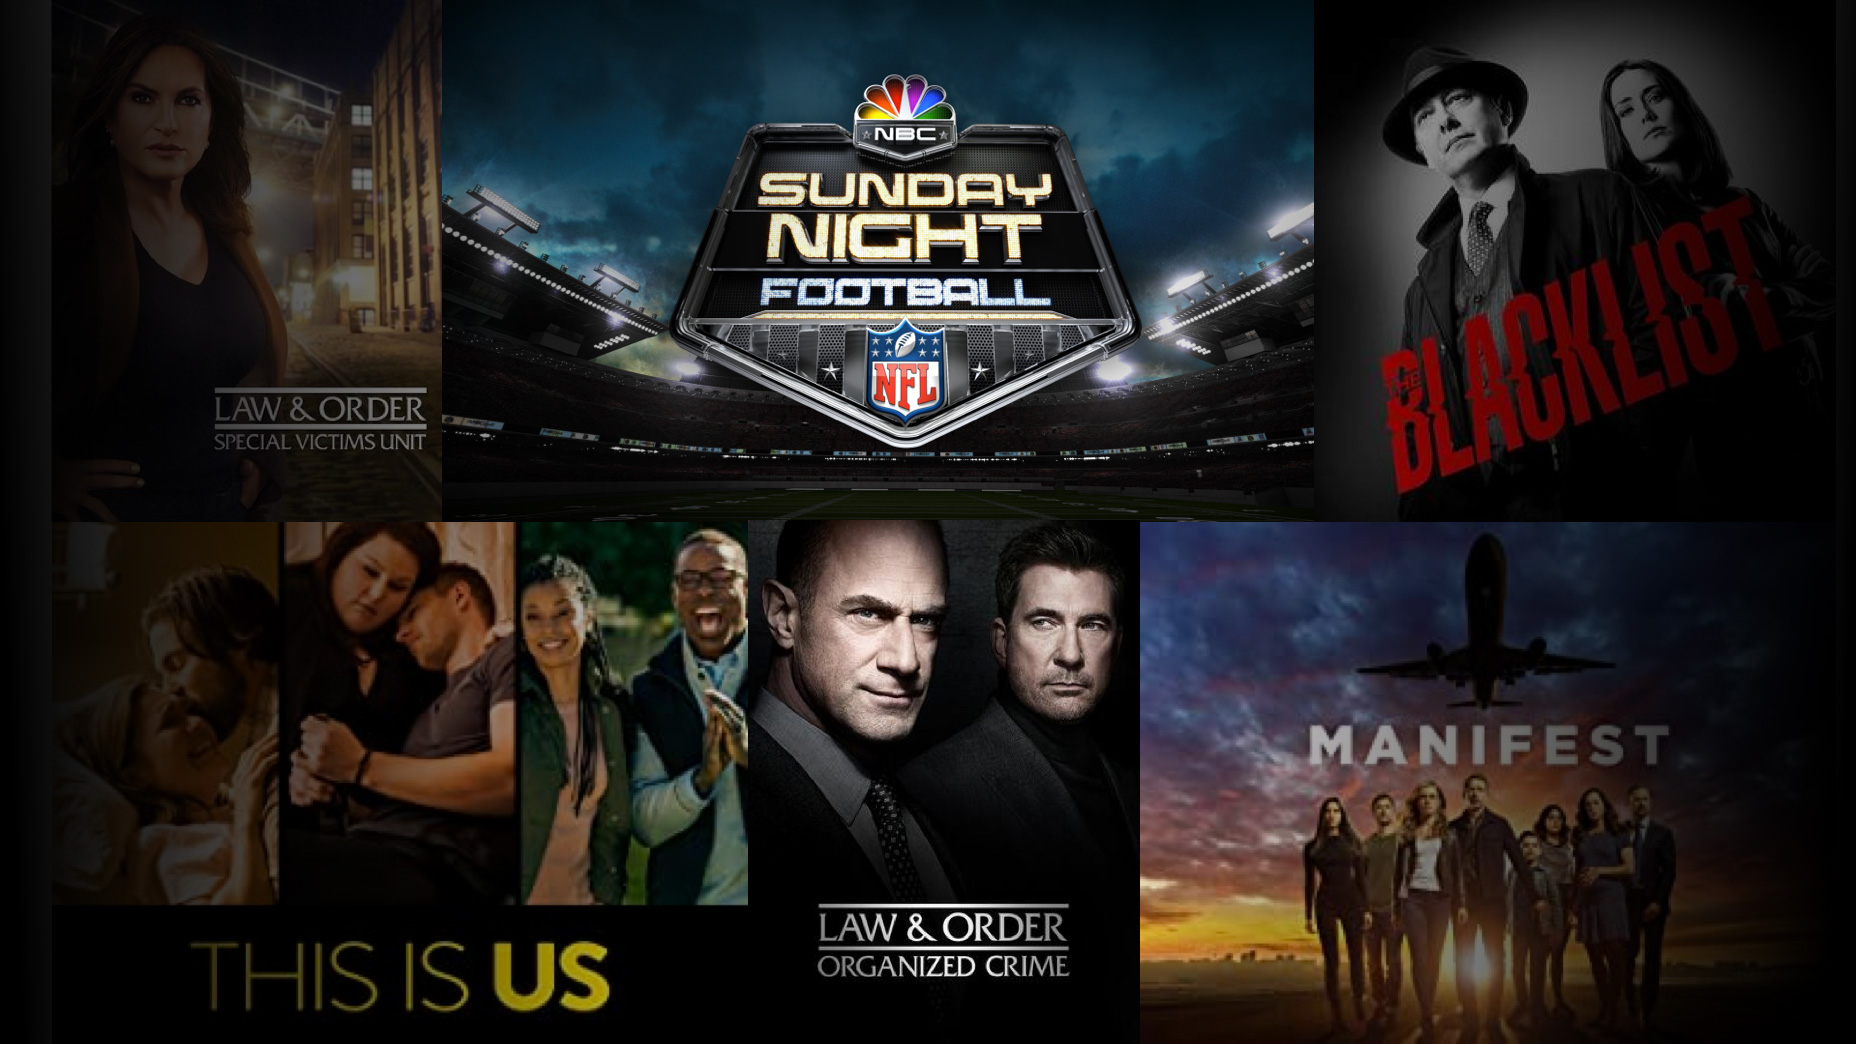 LAW & ORDER
SPECIAL VICTIMS UNIT
NBC
SUNDAY
NIGHT
FOOTBALL
NFL
THE
BLACKLIST
THIS IS US
LAW & ORDER
ORGANIZED CRIME
MANIFEST